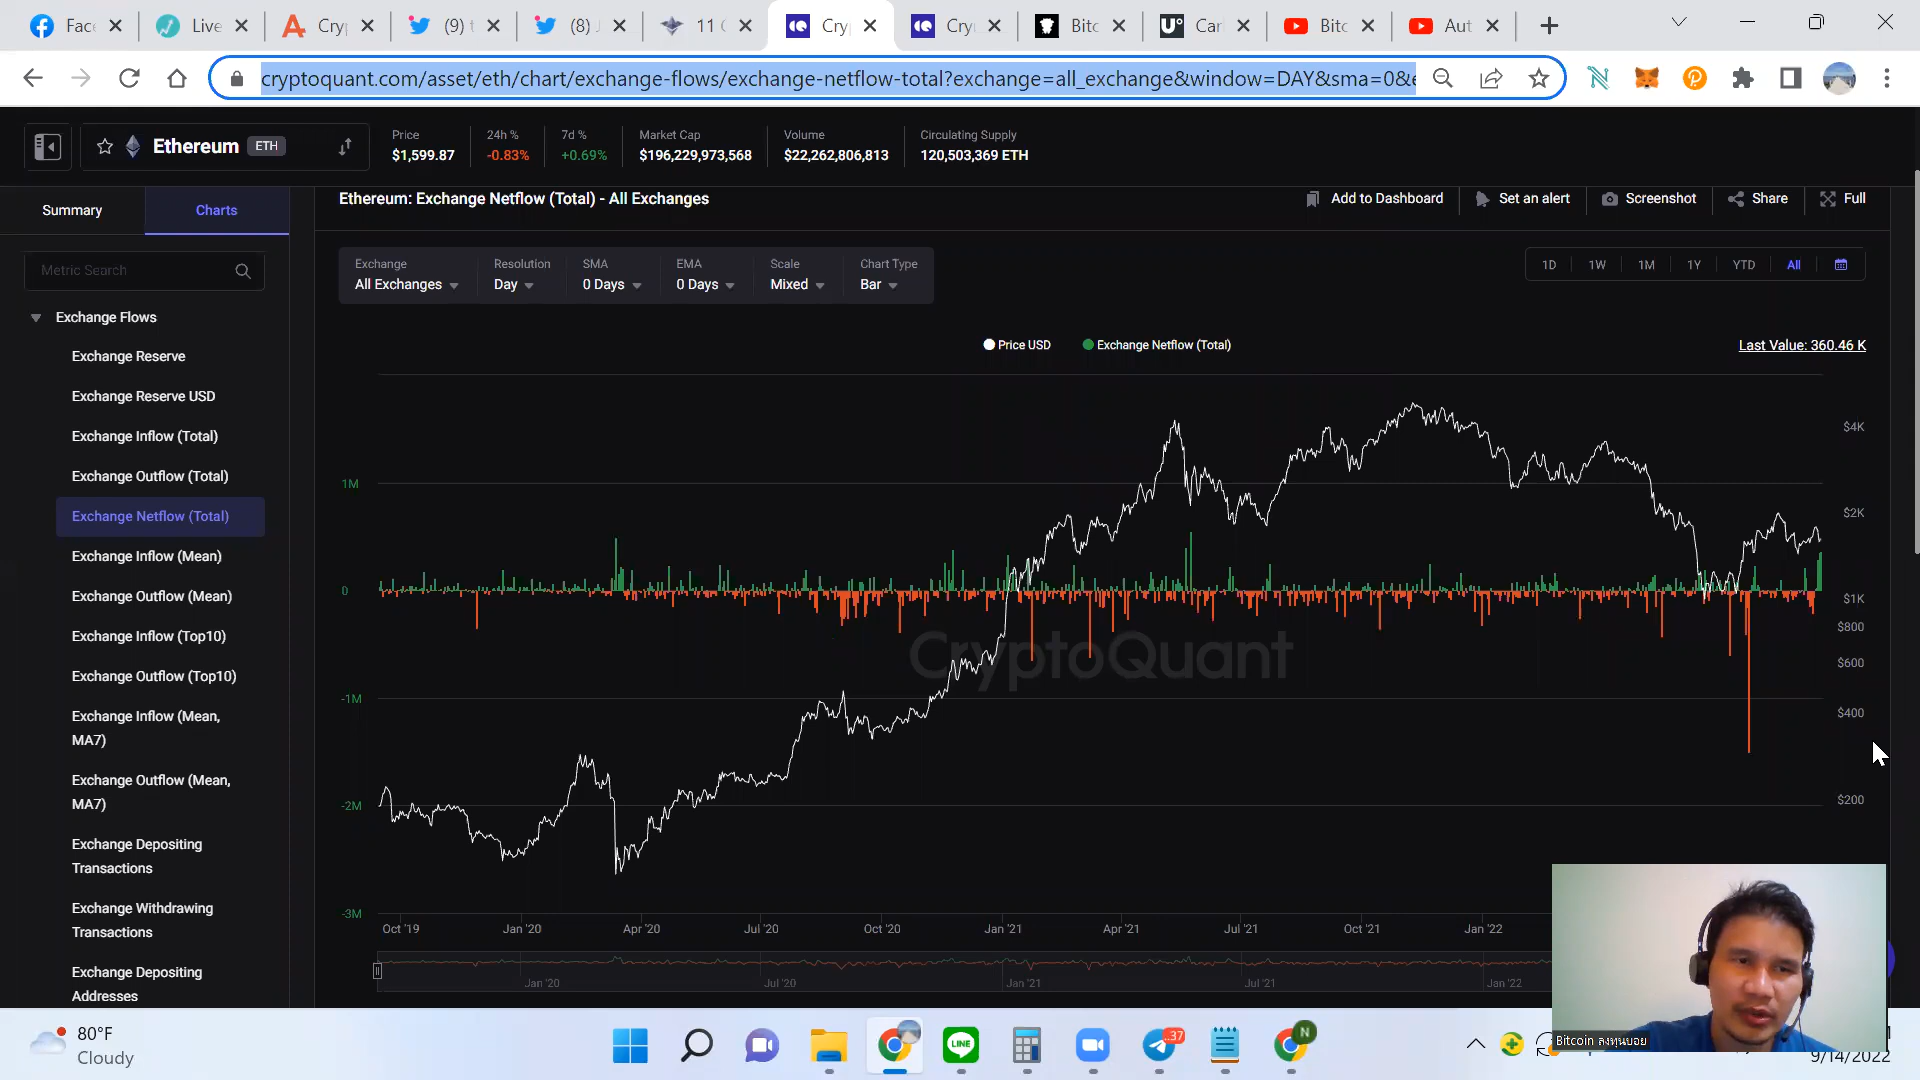 Fac
Live
Cryp
(9) t
(8) J
11 C
Cry
Cry
Bitc
Car
Bitc
Aut
cryptoquant.com/asset/eth/chart/exchange-flows/exchange-netflow-total?exchange=all_exchange&window=DAY&sma=0&e
Ethereum ETH
Price 24h % 7d % Market Cap Volume Circulating Supply
$1,599.87 -0.83% +0.69% $196,229,973,568 $22,262,806,813 120,503,369 ETH
Summary Charts
Metric Search
Exchange Flows
Exchange Reserve
Exchange Reserve USD
Exchange Inflow (Total)
Exchange Outflow (Total)
Exchange Netflow (Total)
Exchange Inflow (Mean)
Exchange Outflow (Mean)
Exchange Inflow (Top10)
Exchange Outflow (Top10)
Exchange Inflow (Mean,
MA7)
Exchange Outflow (Mean,
MA7)
Exchange Depositing
Transactions
Exchange Withdrawing
Transactions
Exchange Depositing
Addresses
Ethereum: Exchange Netflow (Total) - All Exchanges
Add to Dashboard Set an alert Screenshot Share Full
Exchange Resolution SMA EMA Scale Chart Type
All Exchanges Day 0 Days 0 Days Mixed Bar
1D 1W 1M 1Y YTD All
Price USD Exchange Netflow (Total)
Last Value: 360.46 K
1M
0
-1M
-2M
-3M
$4K
$2K
$1K
$800
$600
$400
$200
CryptoQuant
Oct '19 Jan '20 Apr '20 Jul '20 Oct '20 Jan '21 Apr '21 Jul '21 Oct '21 Jan '22
Jan '20 Jul '20 Jan '21 Jul '21 Jan '22
Bitcoin ลงทุนบอย
80°F
Cloudy
37
N
9/14/2022